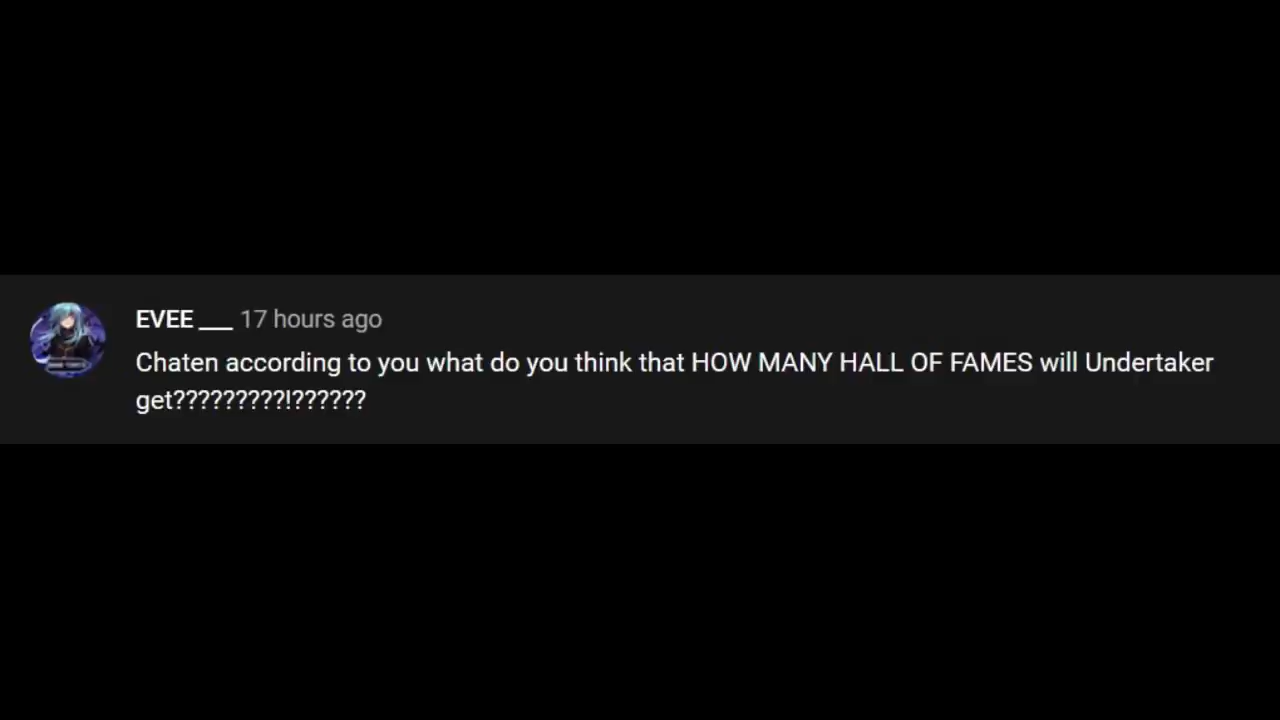 EVEE ___ 17 hours ago
Chaten according to you what do you think that HOW MANY HALL OF FAMES will Undertaker
get?????????!??????